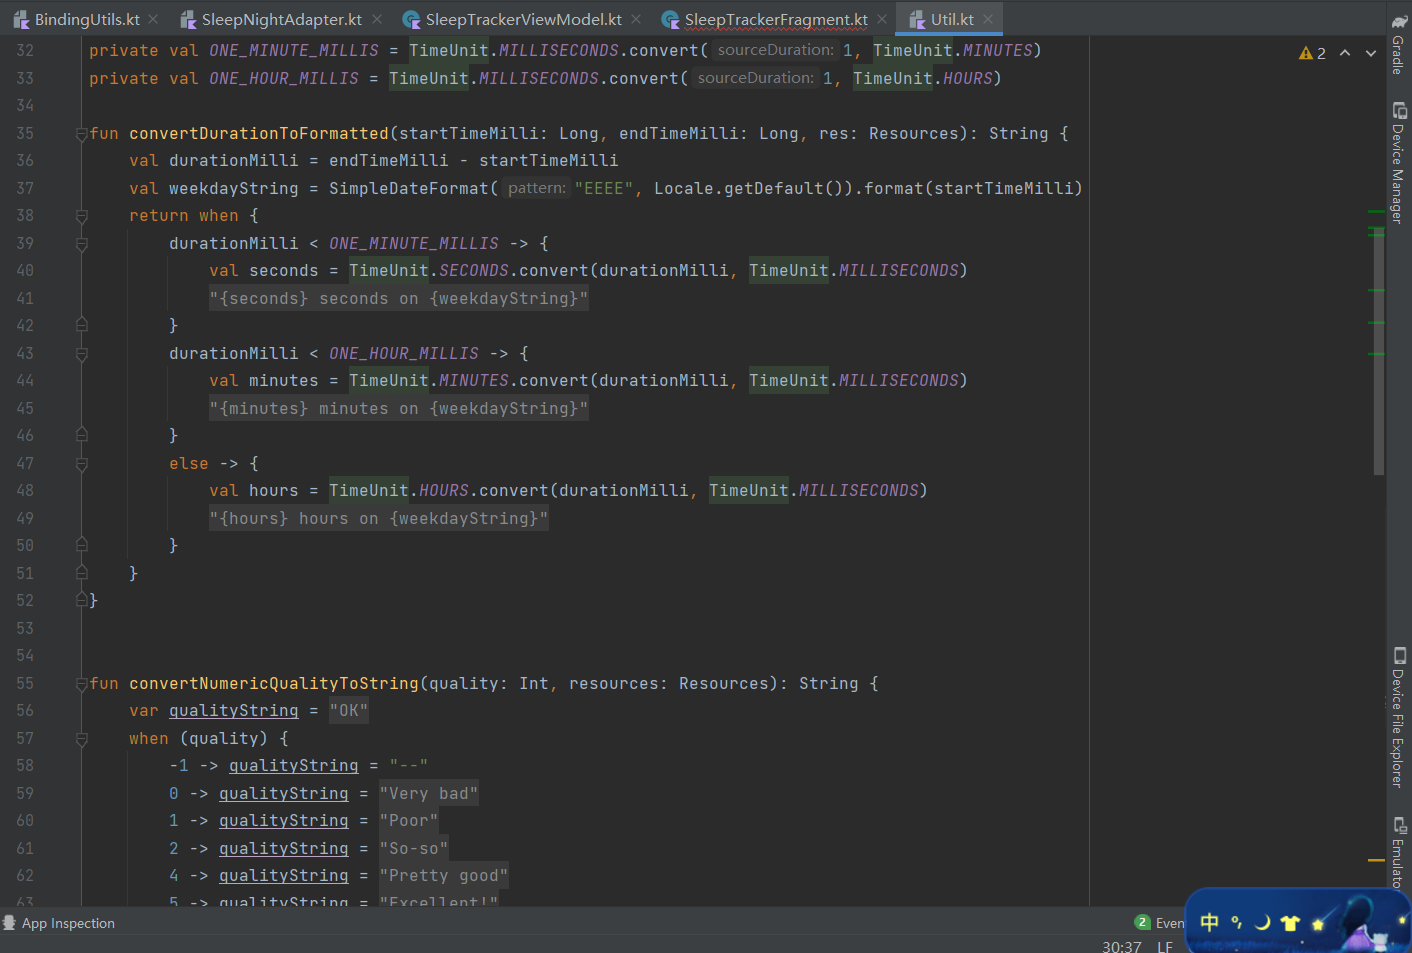 BindingUtils.kt SleepNightAdapter.kt SleepTrackerViewModel.kt SleepTrackerFragment.kt Util.kt
32 private val ONE_MINUTE_MILLIS = TimeUnit.MILLISECONDS.convert( sourceDuration: 1, TimeUnit.MINUTES)
2
33 private val ONE_HOUR_MILLIS = TimeUnit.MILLISECONDS.convert( sourceDuration: 1, TimeUnit.HOURS)
34
35 fun convertDurationToFormatted(startTimeMilli: Long, endTimeMilli: Long, res: Resources): String {
36 val durationMilli = endTimeMilli - startTimeMilli
37 val weekdayString = SimpleDateFormat( pattern: "EEEE", Locale.getDefault()).format(startTimeMilli)
38 return when {
39 durationMilli < ONE_MINUTE_MILLIS -> {
40 val seconds = TimeUnit.SECONDS.convert(durationMilli, TimeUnit.MILLISECONDS)
41 "{seconds} seconds on {weekdayString}"
42 }
43 durationMilli < ONE_HOUR_MILLIS -> {
44 val minutes = TimeUnit.MINUTES.convert(durationMilli, TimeUnit.MILLISECONDS)
45 "{minutes} minutes on {weekdayString}"
46 }
47 else -> {
48 val hours = TimeUnit.HOURS.convert(durationMilli, TimeUnit.MILLISECONDS)
49 "{hours} hours on {weekdayString}"
50 }
51 }
52 }
53
54
55 fun convertNumericQualityToString(quality: Int, resources: Resources): String {
56 var qualityString = "OK"
57 when (quality) {
58 -1 -> qualityString = "--"
59 0 -> qualityString = "Very bad"
60 1 -> qualityString = "Poor"
61 2 -> qualityString = "So-so"
62 4 -> qualityString = "Pretty good"
63 5 -> qualityString = "Excellent!"
Gradle
Device Manager
Device File Explorer
Emulato
App Inspection
2 Even
中
30:37 LF